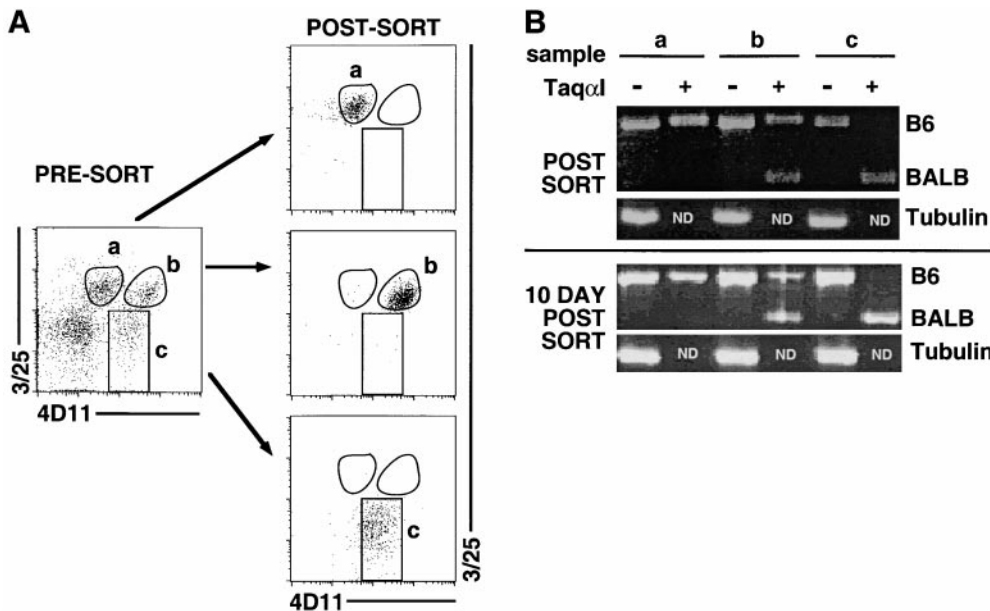 A
POST-SORT
a
PRE-SORT
a
b
c
3/25
4D11
b
c
3/25
4D11
B
sample a b c
TaqαI - + - + - +
POST SORT
B6
BALB
ND ND ND
Tubulin
10 DAY POST SORT
B6
BALB
ND ND ND
Tubulin